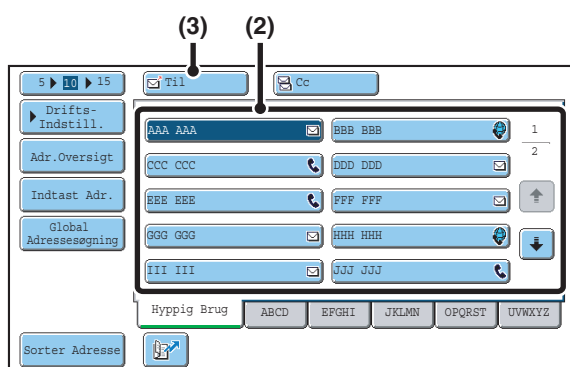 (3) (2)
5 10 15
Til
Cc
Drifts-
Indstill.
Adr.Oversigt
Indtast Adr.
Global
Adressesøgning
Sorter Adresse
AAA AAA
BBB BBB
CCC CCC
DDD DDD
EEE EEE
FFF FFF
GGG GGG
HHH HHH
III III
JJJ JJJ
1
2
Hyppig Brug ABCD EFGHI JKLMN OPQRST UVWXYZ